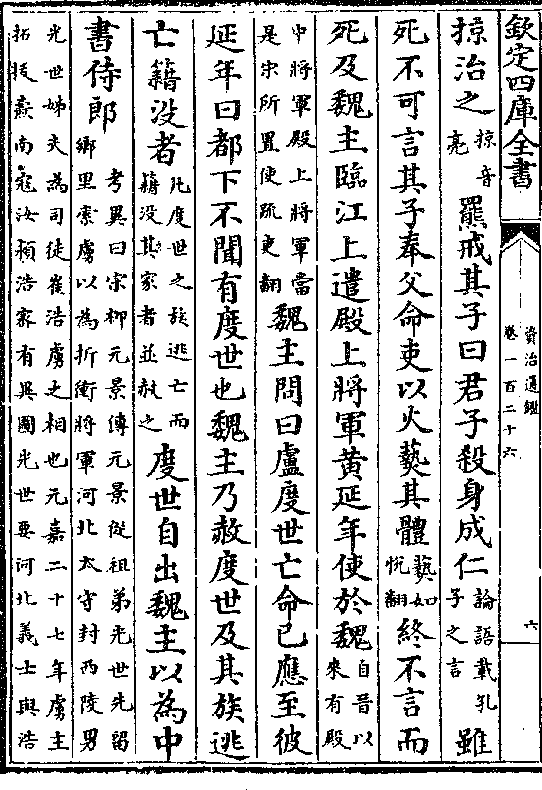 欽定四庫全書
資治通鑑
卷一百二十六
六
掠治之掠音亮羆戒其子曰君子殺身成仁論語載孔子之言雖
死不可言其子奉父命吏以火爇其體爇如悅翻終不言而
死及魏主臨江上遣殿上將軍黄延年使於魏自昔以來有殿
中將軍殿上將軍當是宋所置使疏吏翻魏主問曰盧度世亡命已應至彼
延年曰都下不聞有度世也魏主乃赦度世及其族逃
亡籍没者凡度世之族逃亡而籍没其家者並赦之度世自出魏主以為中
書侍郎考異曰宋柳元景傳元景從祖弟光世先留鄉里索虜以為折衝將軍河北太守封西陵男
光世姊夫為司徒崔浩虜之相也元嘉二十七年虜主拓跋燾南寇汝潁浩密有異圖光世要河北義士與浩